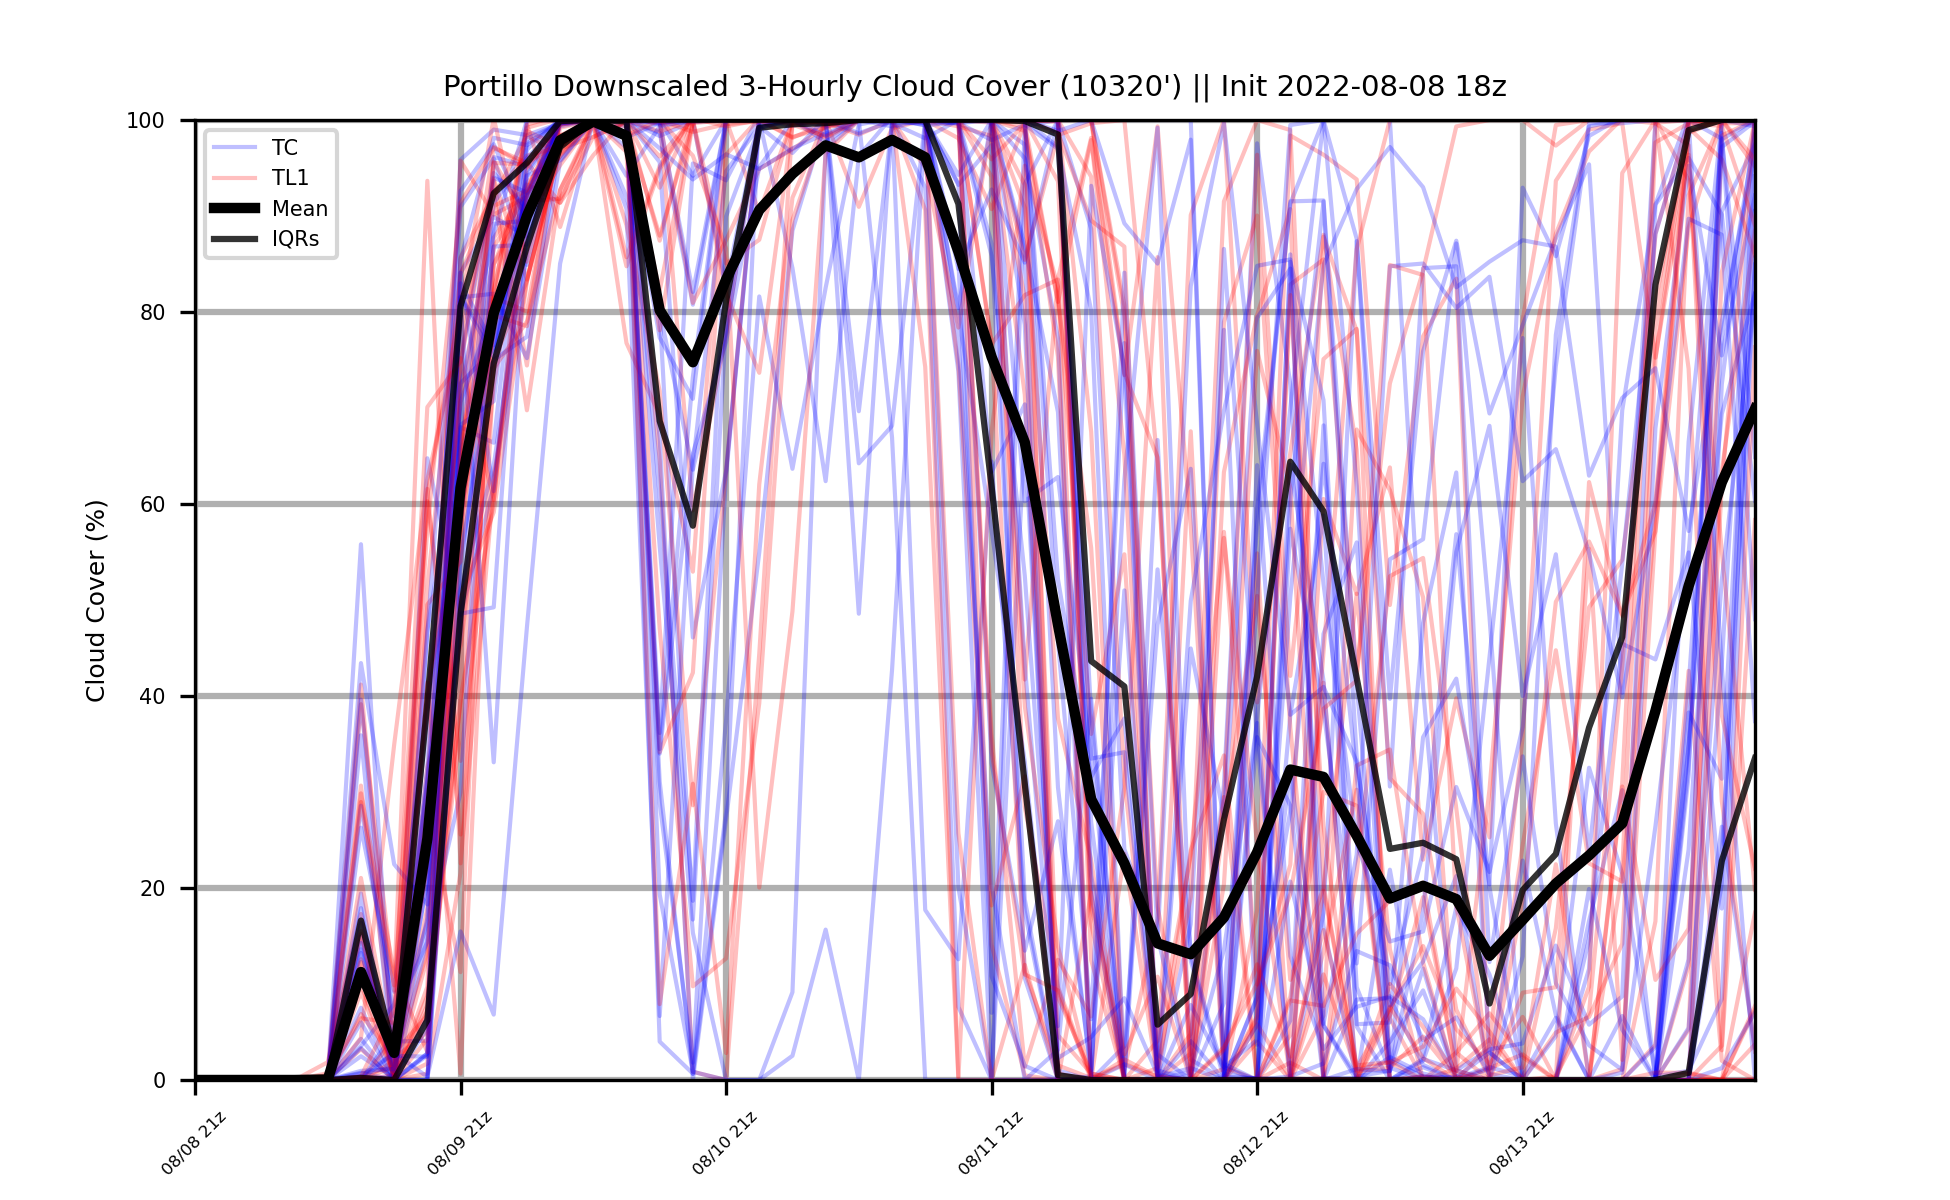 Portillo Downscaled 3-Hourly Cloud Cover (10320') || Init 2022-08-08 18z
TC
TL1
Mean
IQRs
Cloud Cover (%)
100
80
60
40
20
0
08/08 21z
08/09 21z
08/10 21z
08/11 21z
08/12 21z
08/13 21z